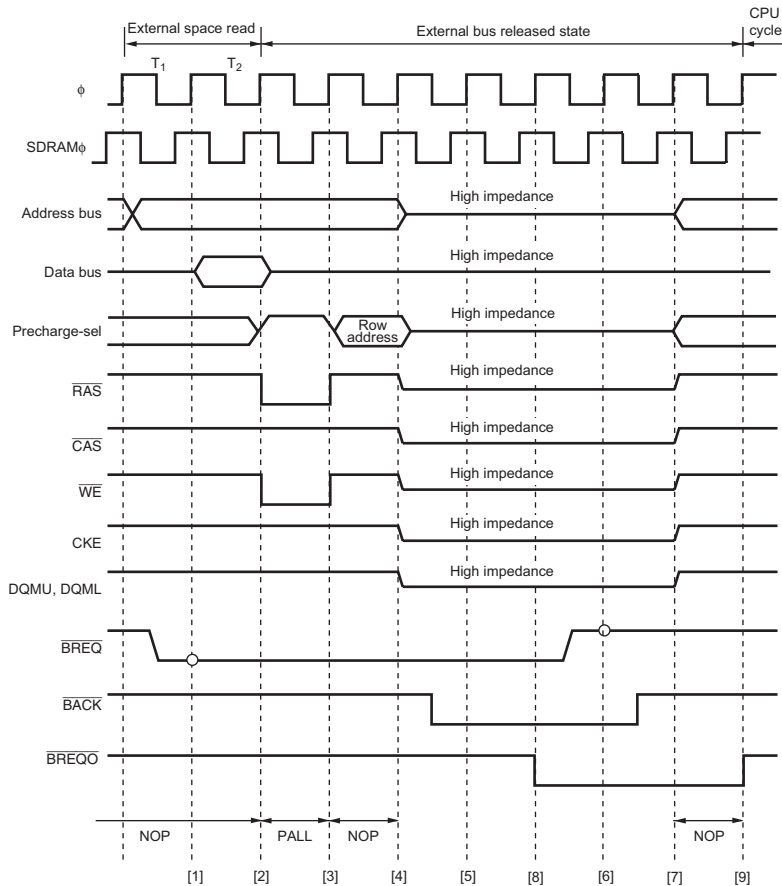 External space read
External bus released state
CPU
cycle
T1
T2
ϕ
SDRAMϕ
Address bus
High impedance
Data bus
High impedance
Precharge-sel
Row
address
High impedance
RAS
High impedance
CAS
High impedance
WE
High impedance
CKE
High impedance
DQMU, DQML
High impedance
BREQ
BACK
BREQO
NOP
PALL
NOP
NOP
[1]
[2]
[3]
[4]
[5]
[8]
[6]
[7]
[9]